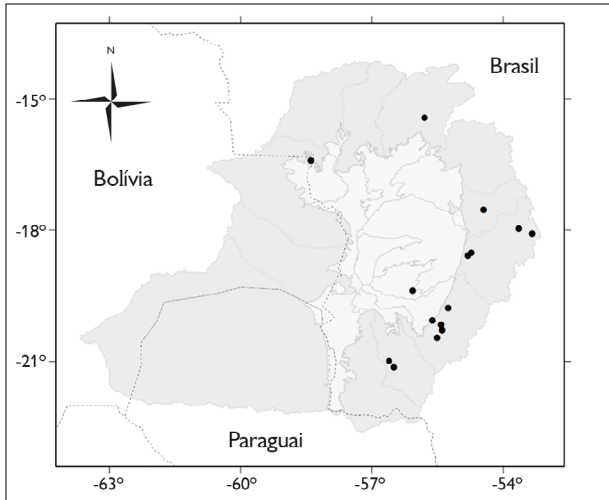 N
Brasil
-15º
Bolívia
-18º
-21º
Paraguai
-63º -60º -57º -54º